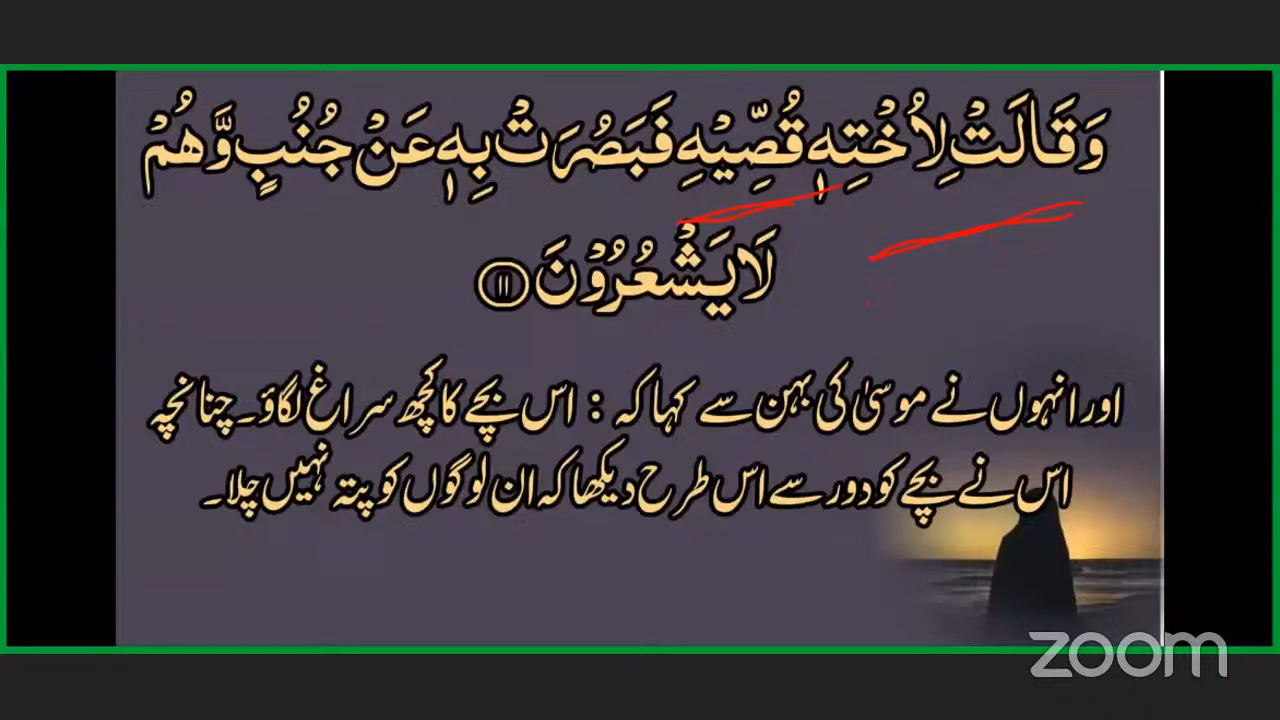 وَقَالَتْ لِاُخْتِهٖ قُصِّيْهِ فَبَصُرَتْ بِهٖ عَنْ جُنُبٍ وَّهُمْ
لَا يَشْعُرُوْنَ ۝۱۱
اور انہوں نے موسیٰ کی بہن سے کہا کہ : اس بچے کا کچھ سراغ لگاؤ۔ چنانچہ
اس نے بچے کو دور سے اس طرح دیکھا کہ ان لوگوں کو پتہ نہیں چلا۔
zoom